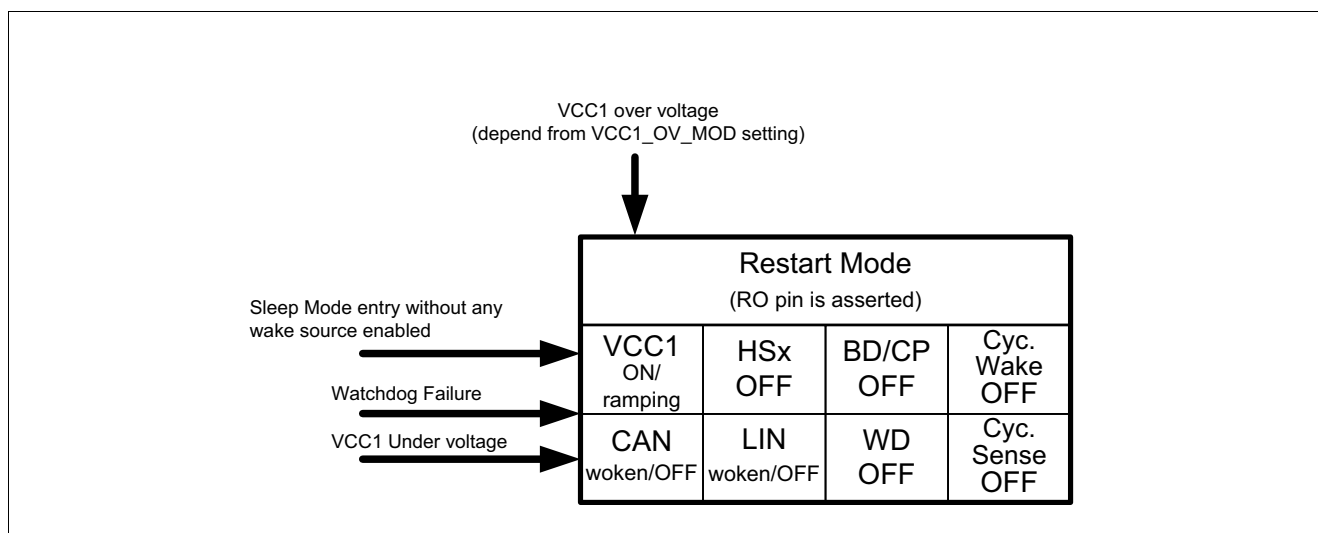 VCC1 over voltage
(depend from VCC1_OV_MOD setting)
Restart Mode
(RO pin is asserted)
Sleep Mode entry without any
wake source enabled
Watchdog Failure
VCC1 Under voltage
VCC1
ON/
ramping
HSx
OFF
BD/CP
OFF
Cyc.
Wake
OFF
CAN
woken/OFF
LIN
woken/OFF
WD
OFF
Cyc.
Sense
OFF